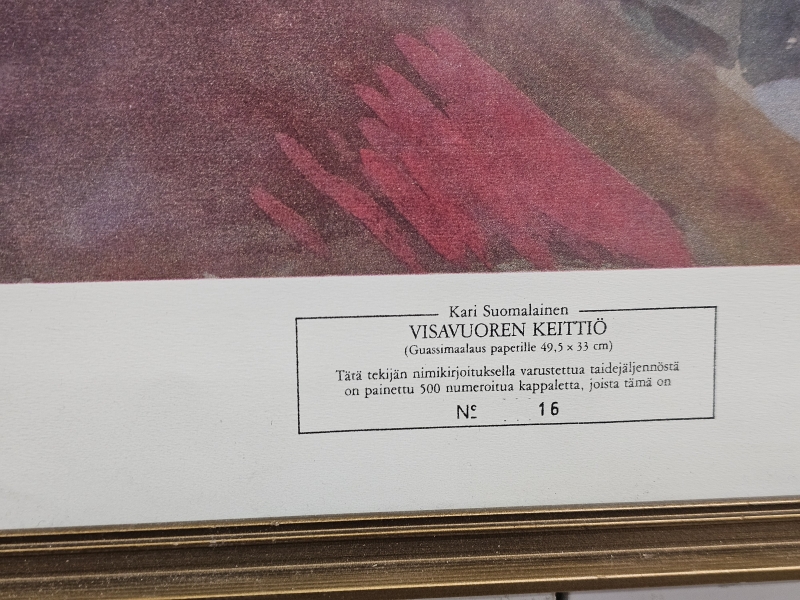 Kari Suomalainen
VISAVUOREN KEITTIÖ
(Guassimaalaus paperille 49,5 x 33 cm)
Tätä tekijän nimikirjoituksella varustettua taidejäljennöstä
on painettu 500 numeroitua kappaletta, joista tämä on
Nº 16